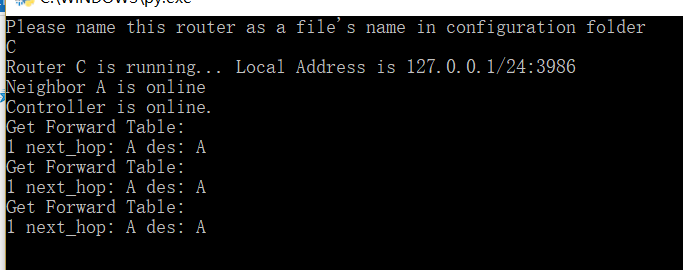 C:\WINDOWS\py.exe
Please name this router as a file's name in configuration folder
C
Router C is running... Local Address is 127.0.0.1/24:3986
Neighbor A is online
Controller is online.
Get Forward Table:
1 next_hop: A des: A
Get Forward Table:
1 next_hop: A des: A
Get Forward Table:
1 next_hop: A des: A